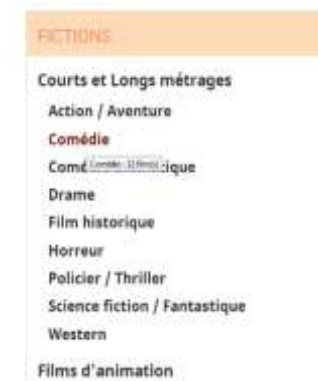 FICTIONS
Courts et Longs métrages
Action / Aventure
Comédie
Drame
Film historique
Horreur
Policier / Thriller
Science fiction / Fantastique
Western
Films d'animation